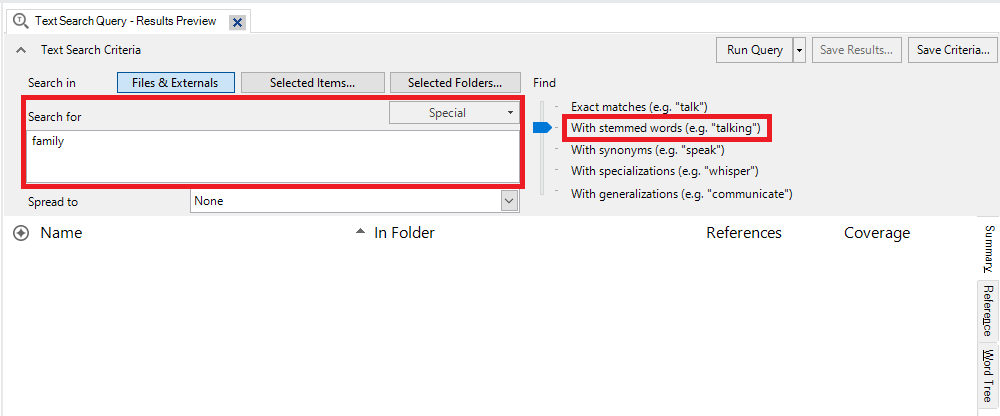 Text Search Query - Results Preview
Text Search Criteria
Run Query
Save Results...
Save Criteria...
Search in
Files & Externals
Selected Items...
Selected Folders...
Find
Search for
Special
family
Exact matches (e.g. "talk")
With stemmed words (e.g. "talking")
With synonyms (e.g. "speak")
With specializations (e.g. "whisper")
With generalizations (e.g. "communicate")
Spread to
None
Name
In Folder
References
Coverage
Summary
Reference
Word Tree